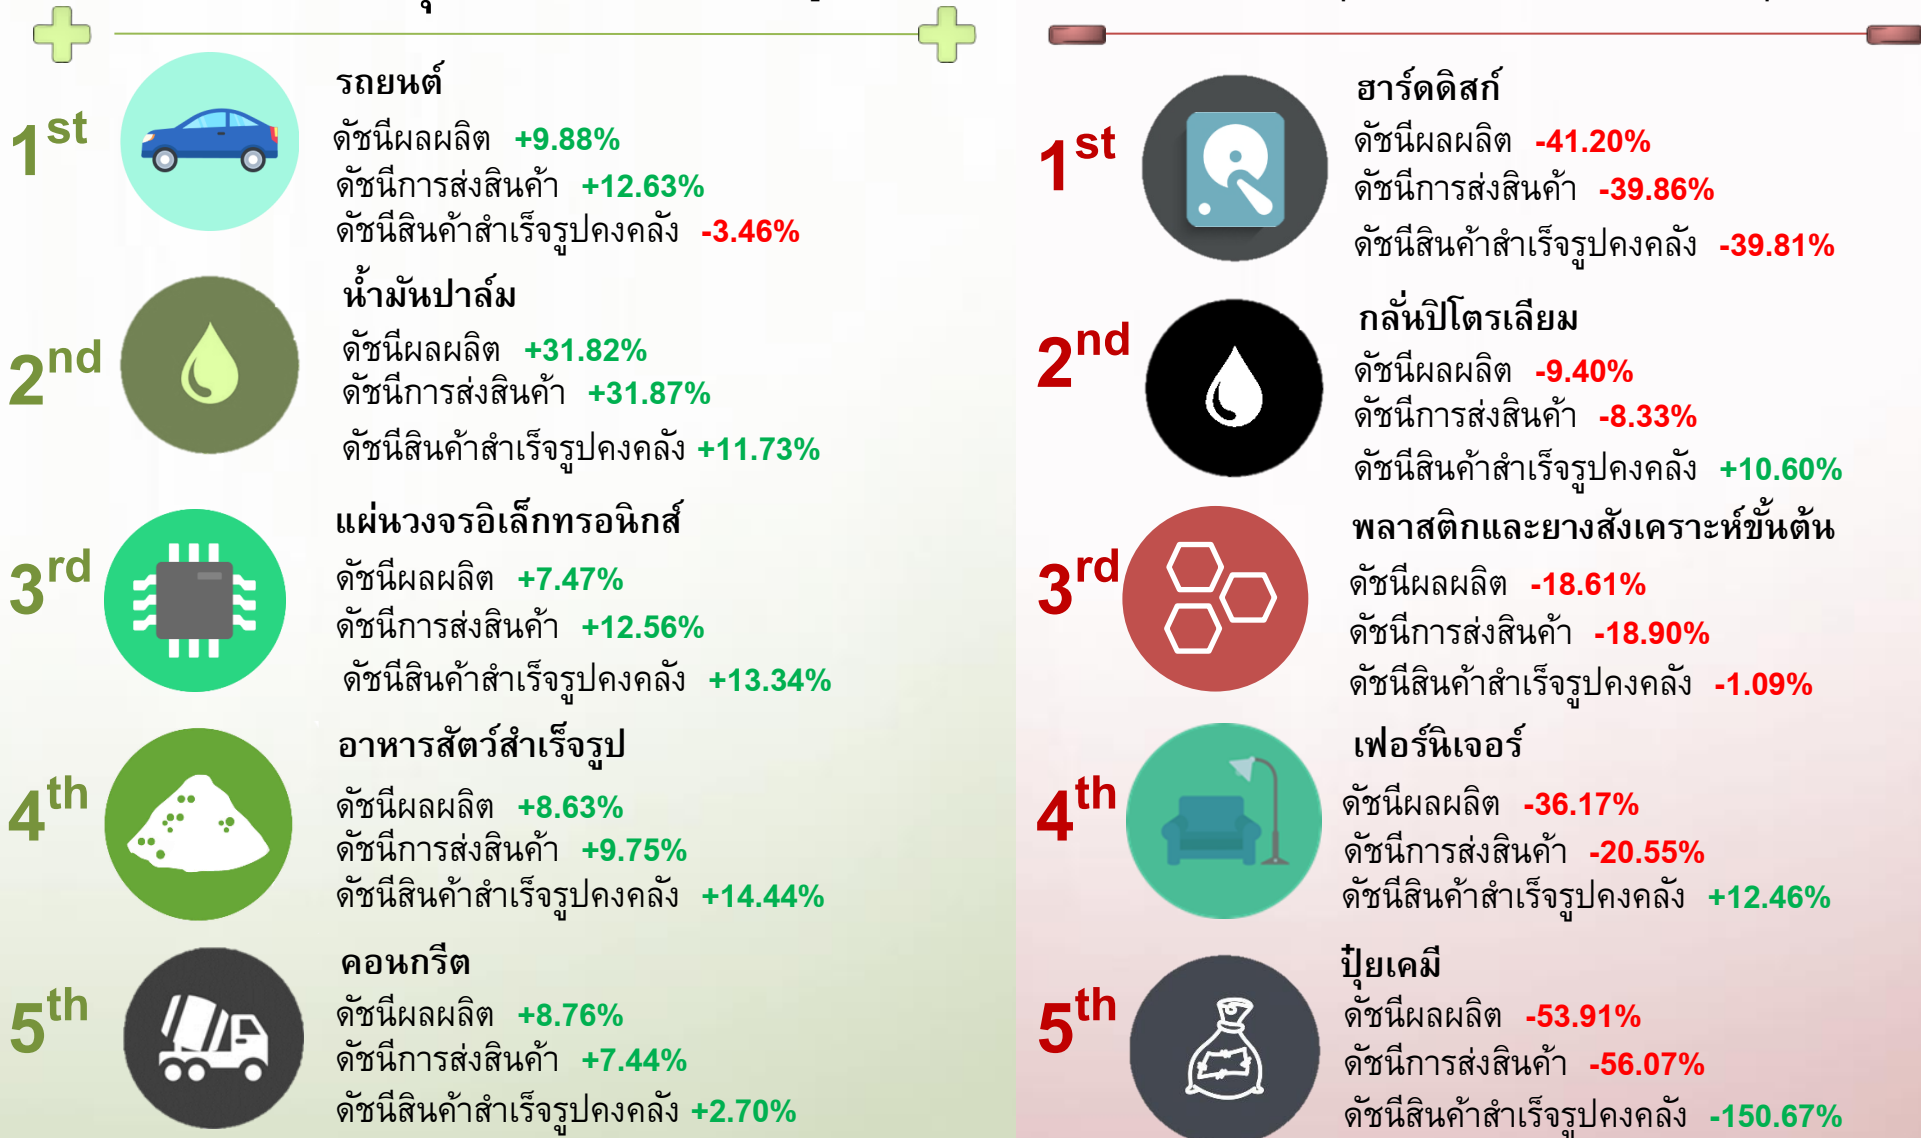 1st
รถยนต์
ดัชนีผลผลิต +9.88%
ดัชนีการส่งสินค้า +12.63%
ดัชนีสินค้าสำเร็จรูปคงคลัง -3.46%
2nd
น้ำมันปาล์ม
ดัชนีผลผลิต +31.82%
ดัชนีการส่งสินค้า +31.87%
ดัชนีสินค้าสำเร็จรูปคงคลัง +11.73%
3rd
แผ่นวงจรอิเล็กทรอนิกส์
ดัชนีผลผลิต +7.47%
ดัชนีการส่งสินค้า +12.56%
ดัชนีสินค้าสำเร็จรูปคงคลัง +13.34%
4th
อาหารสัตว์สำเร็จรูป
ดัชนีผลผลิต +8.63%
ดัชนีการส่งสินค้า +9.75%
ดัชนีสินค้าสำเร็จรูปคงคลัง +14.44%
5th
คอนกรีต
ดัชนีผลผลิต +8.76%
ดัชนีการส่งสินค้า +7.44%
ดัชนีสินค้าสำเร็จรูปคงคลัง +2.70%
1st
ฮาร์ดดิสก์
ดัชนีผลผลิต -41.20%
ดัชนีการส่งสินค้า -39.86%
ดัชนีสินค้าสำเร็จรูปคงคลัง -39.81%
2nd
กลั่นปิโตรเลียม
ดัชนีผลผลิต -9.40%
ดัชนีการส่งสินค้า -8.33%
ดัชนีสินค้าสำเร็จรูปคงคลัง +10.60%
3rd
พลาสติกและยางสังเคราะห์ขั้นต้น
ดัชนีผลผลิต -18.61%
ดัชนีการส่งสินค้า -18.90%
ดัชนีสินค้าสำเร็จรูปคงคลัง -1.09%
4th
เฟอร์นิเจอร์
ดัชนีผลผลิต -36.17%
ดัชนีการส่งสินค้า -20.55%
ดัชนีสินค้าสำเร็จรูปคงคลัง +12.46%
5th
ปุ๋ยเคมี
ดัชนีผลผลิต -53.91%
ดัชนีการส่งสินค้า -56.07%
ดัชนีสินค้าสำเร็จรูปคงคลัง -150.67%